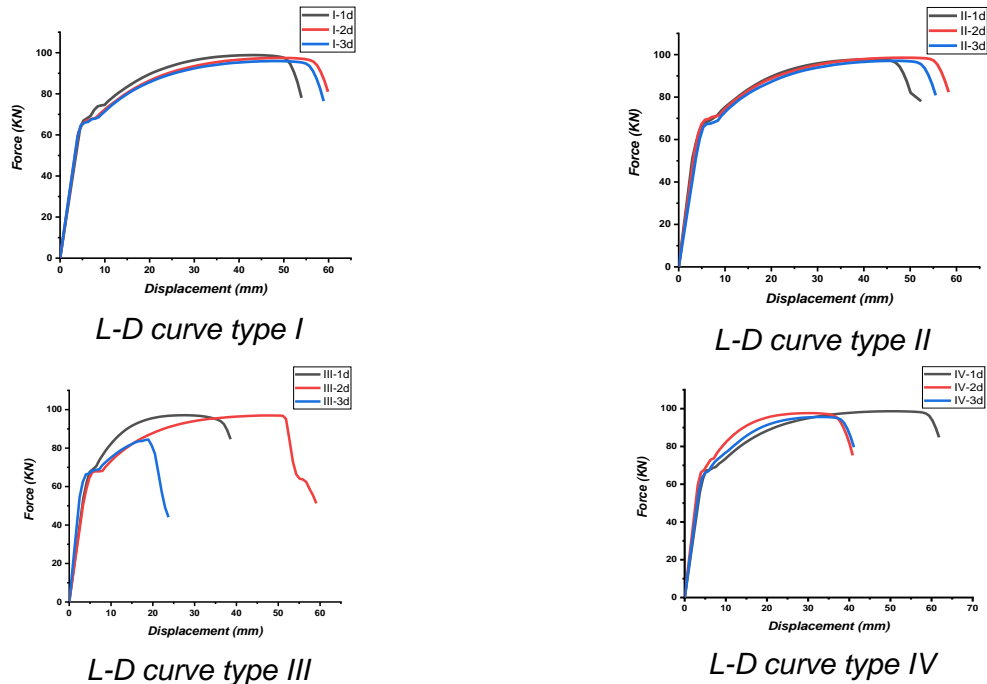 I-1d
I-2d
I-3d
120
100
80
60
40
20
0
Force (KN)
0 10 20 30 40 50 60
Displacement (mm)
L-D curve type I
II-1d
II-2d
II-3d
120
100
80
60
40
20
0
Force (KN)
0 10 20 30 40 50 60
Displacement (mm)
L-D curve type II
III-1d
III-2d
III-3d
120
100
80
60
40
20
0
Force (KN)
0 10 20 30 40 50 60
Displacement (mm)
L-D curve type III
IV-1d
IV-2d
IV-3d
120
100
80
60
40
20
0
Force (KN)
0 10 20 30 40 50 60 70
Displacement (mm)
L-D curve type IV